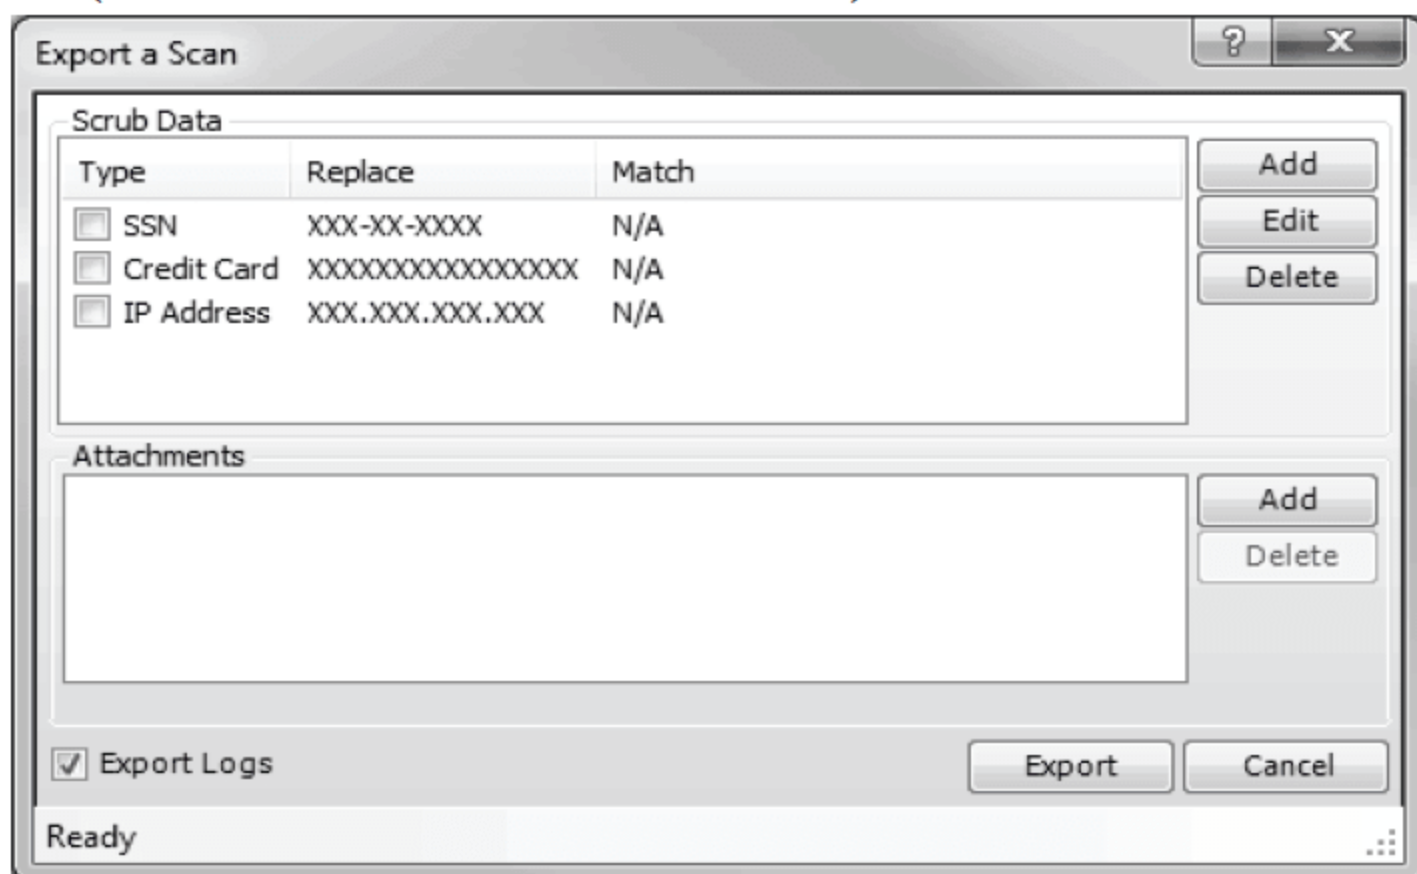 Export a Scan
Scrub Data
Type Replace Match
SSN XXX-XX-XXXX N/A
Credit Card XXXXXXXXXXXXXXXX N/A
IP Address XXX.XXX.XXX.XXX N/A
Add
Edit
Delete
Attachments
Add
Delete
Export Logs
Export Cancel
Ready